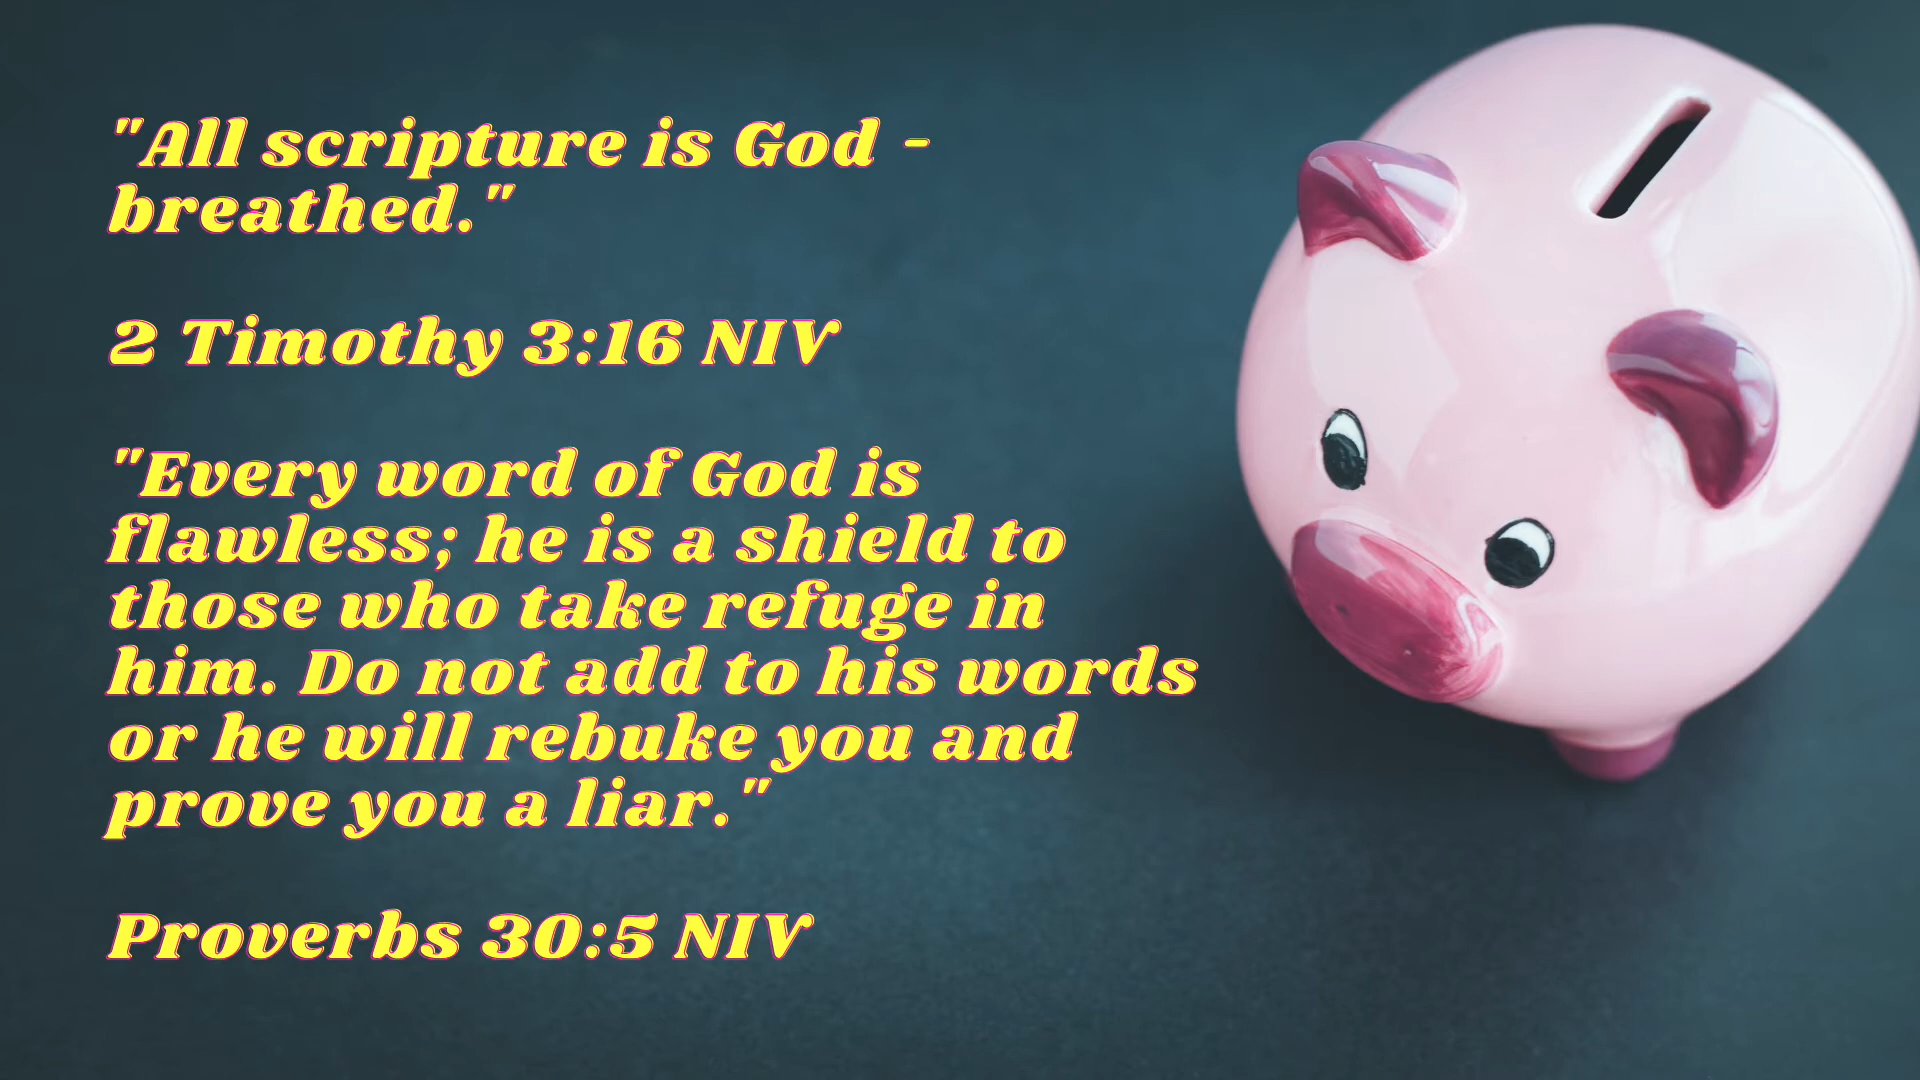 "All scripture is God -
breathed."
2 Timothy 3:16 NIV
"Every word of God is
flawless; he is a shield to
those who take refuge in
him. Do not add to his words
or he will rebuke you and
prove you a liar."
Proverbs 30:5 NIV